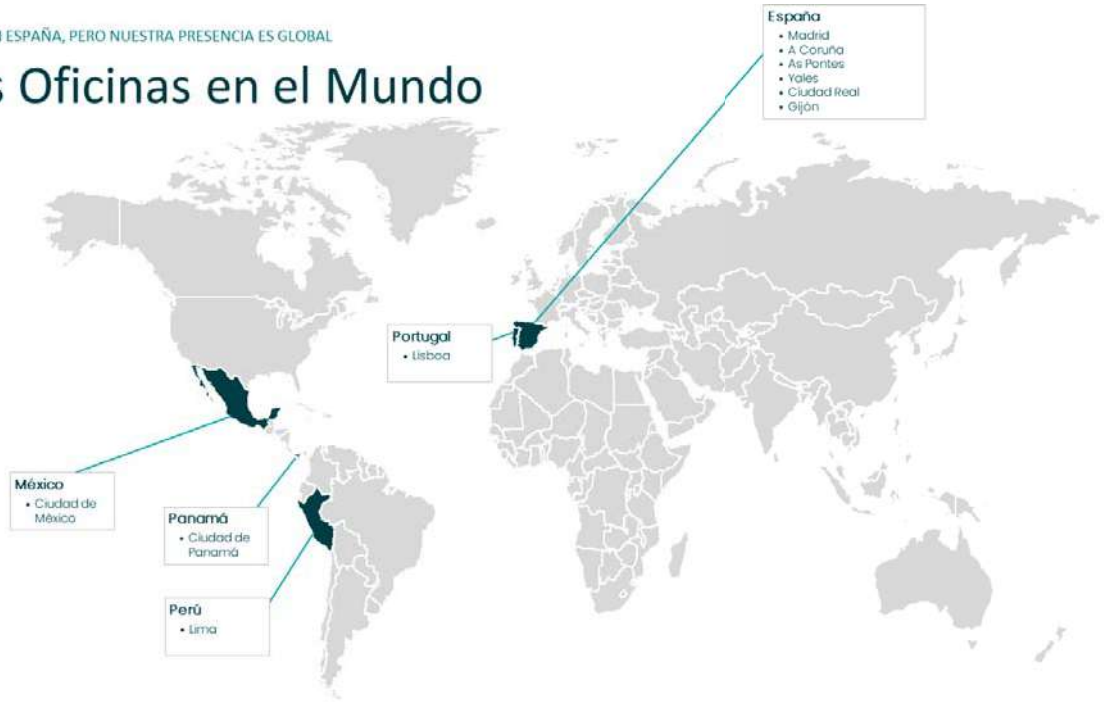 N ESPAÑA, PERO NUESTRA PRESENCIA ES GLOBAL
s Oficinas en el Mundo
España
• Madrid
• A Coruña
• As Pontes
• Yales
• Ciudad Real
• Gijón
Portugal
• Lisboa
México
• Ciudad de
México
Panamá
• Ciudad de
Panamá
Perú
• Lima